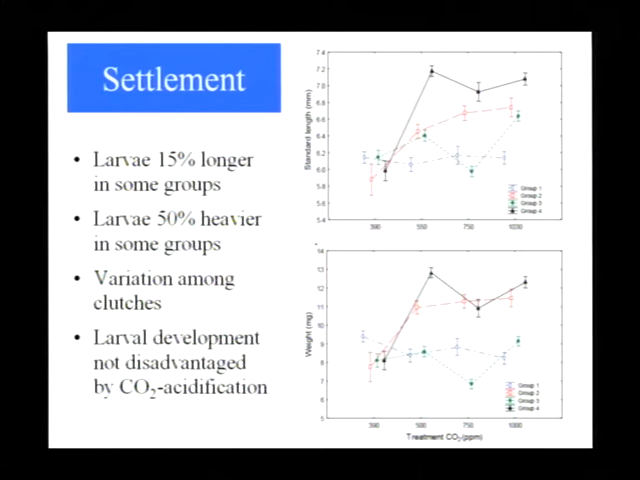 Settlement
• Larvae 15% longer
in some groups
• Larvae 50% heavier
in some groups
• Variation among
clutches
• Larval development
not disadvantaged
by CO2-acidification
Standard length (mm)
7.4
7.2
7.0
6.8
6.6
6.4
6.2
6.0
5.8
5.6
5.4
390
550
750
1030
Group 1
Group 2
Group 3
Group 4
Weight (mg)
14
13
12
11
10
9
8
7
6
5
390
550
750
1030
Group 1
Group 2
Group 3
Group 4
Treatment CO2 (ppm)